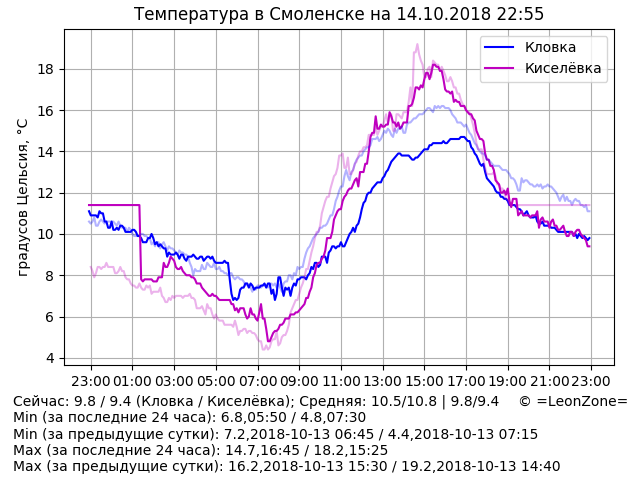 Температура в Смоленске на 14.10.2018 22:55
градусов Цельсия, °C
18
16
14
12
10
8
6
4
Кловка
Киселёвка
23:00 01:00 03:00 05:00 07:00 09:00 11:00 13:00 15:00 17:00 19:00 21:00 23:00
Сейчас: 9.8 / 9.4 (Кловка / Киселёвка); Средняя: 10.5/10.8 | 9.8/9.4 © =LeonZone=
Min (за последние 24 часа): 6.8,05:50 / 4.8,07:30
Min (за предыдущие сутки): 7.2,2018-10-13 06:45 / 4.4,2018-10-13 07:15
Max (за последние 24 часа): 14.7,16:45 / 18.2,15:25
Max (за предыдущие сутки): 16.2,2018-10-13 15:30 / 19.2,2018-10-13 14:40